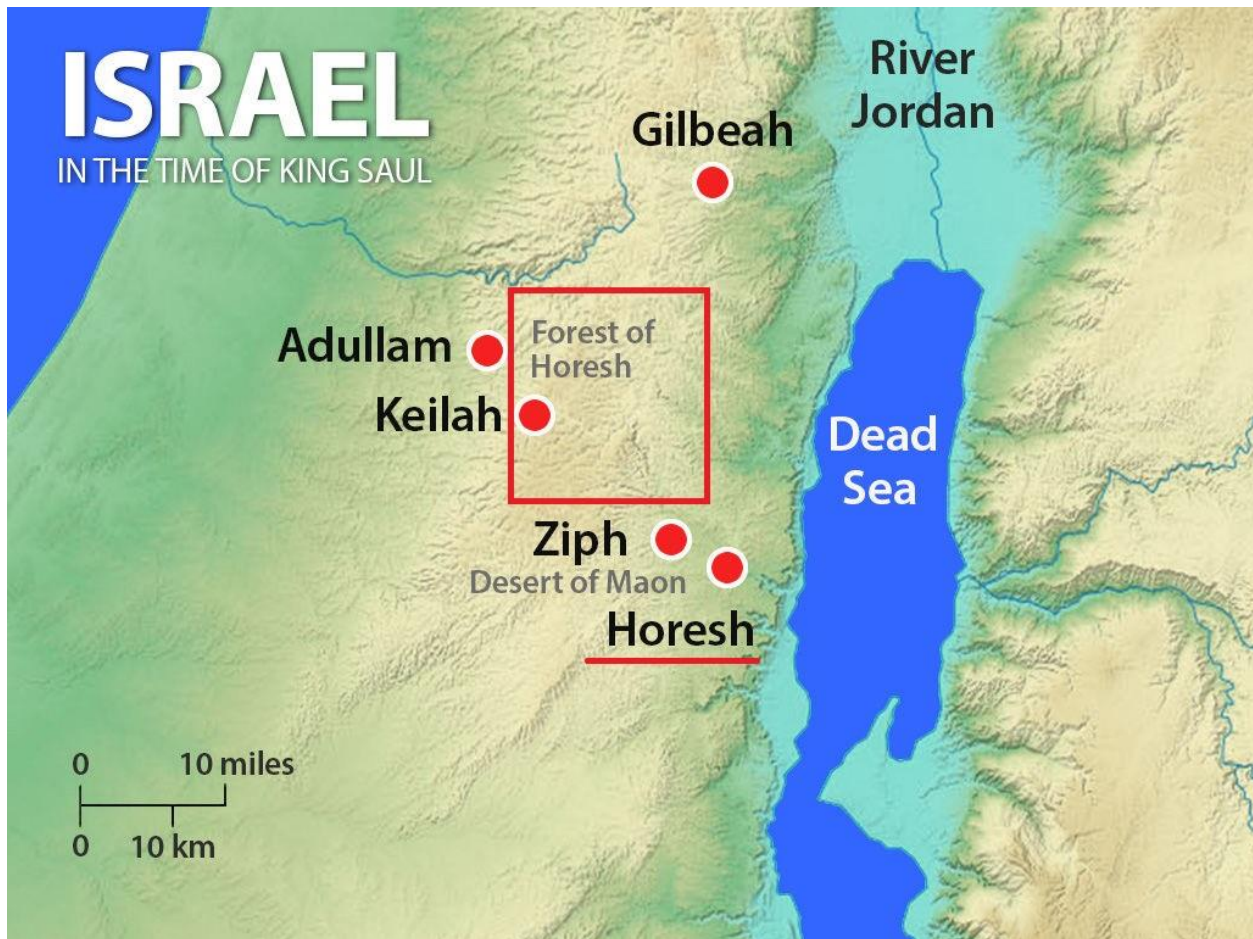 ISRAEL
IN THE TIME OF KING SAUL
River
Jordan
Gilbeah
Adullam
Forest of
Horesh
Keilah
Dead
Sea
Ziph
Desert of Maon
Horesh
0 10 miles
0 10 km